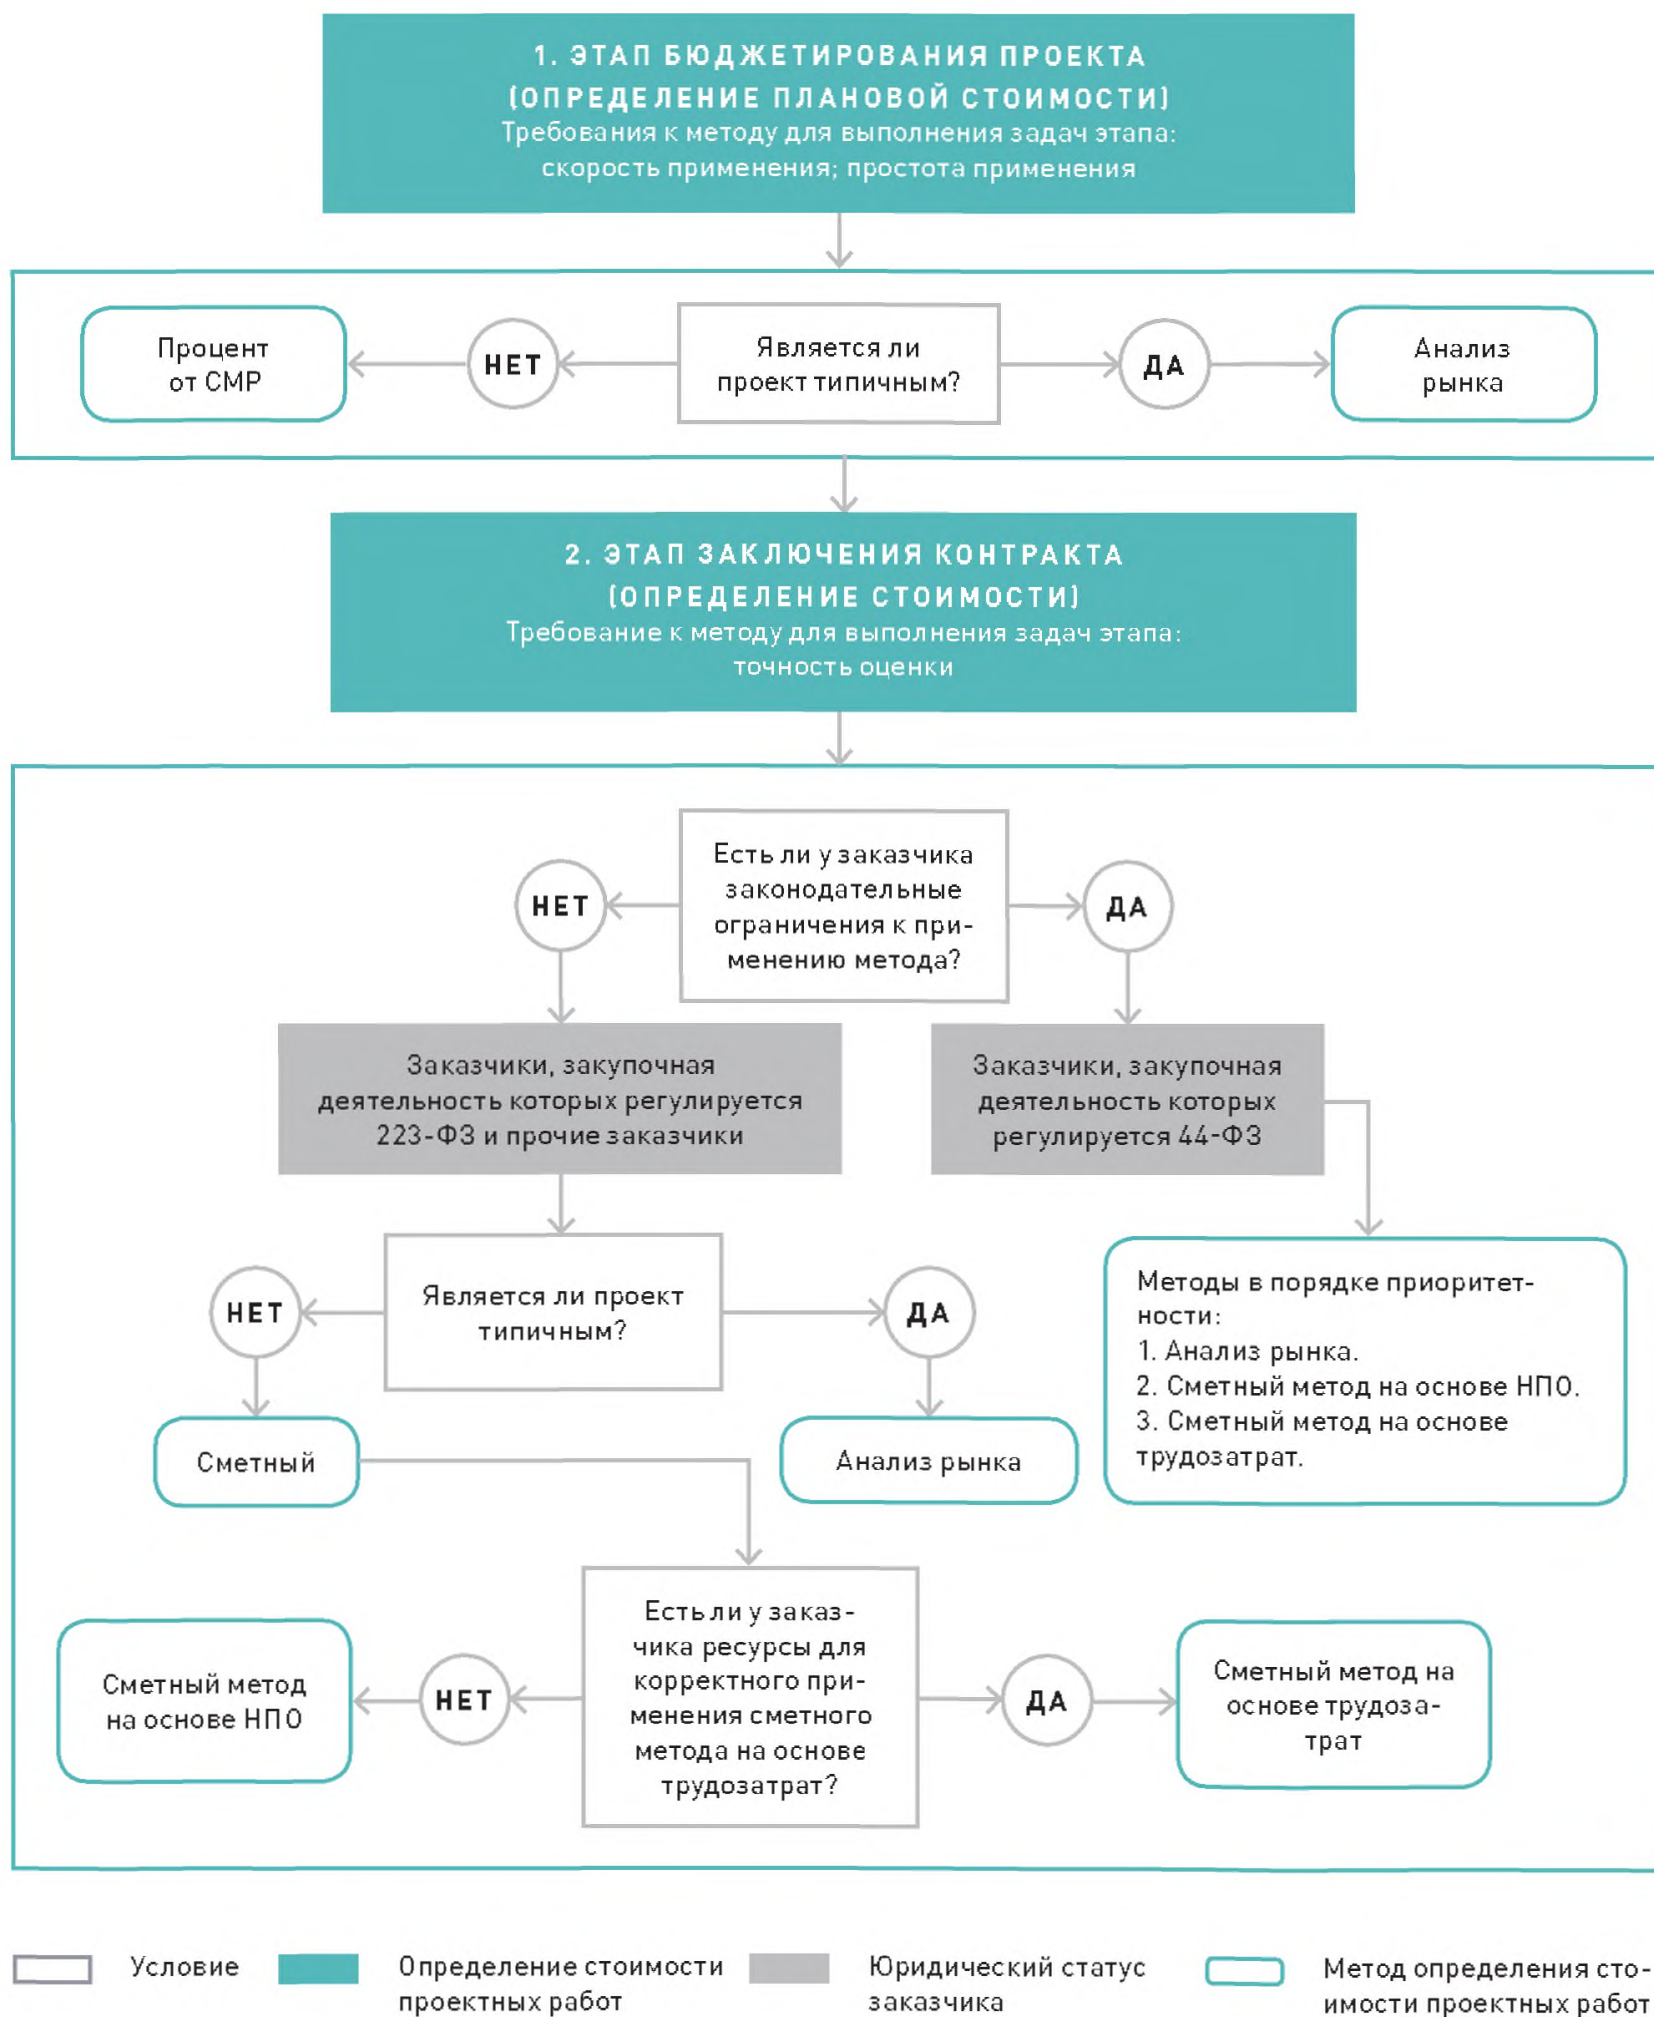 1. ЭТАП БЮДЖЕТИРОВАНИЯ ПРОЕКТА
(ОПРЕДЕЛЕНИЕ ПЛАНОВОЙ СТОИМОСТИ)
Требования к методу для выполнения задач этапа:
скорость применения; простота применения
Процент
от СМР
НЕТ
Является ли
проект типичным?
ДА
Анализ
рынка
2. ЭТАП ЗАКЛЮЧЕНИЯ КОНТРАКТА
(ОПРЕДЕЛЕНИЕ СТОИМОСТИ)
Требование к методу для выполнения задач этапа:
точность оценки
НЕТ
Есть ли у заказчика
законодательные
ограничения к при-
менению метода?
ДА
Заказчики, закупочная
деятельность которых регулируется
223-ФЗ и прочие заказчики
Заказчики, закупочная
деятельность которых
регулируется 44-ФЗ
НЕТ
Является ли проект
типичным?
ДА
Методы в порядке приоритет-
ности:
1. Анализ рынка.
2. Сметный метод на основе НПО.
3. Сметный метод на основе
трудозатрат.
Сметный
Анализ рынка
Сметный метод
на основе НПО
НЕТ
Есть ли у заказ-
чика ресурсы для
корректного при-
менения сметного
метода на основе
трудозатрат?
ДА
Сметный метод на
основе трудоза-
трат
Условие
Определение стоимости
проектных работ
Юридический статус
заказчика
Метод определения сто-
имости проектных работ